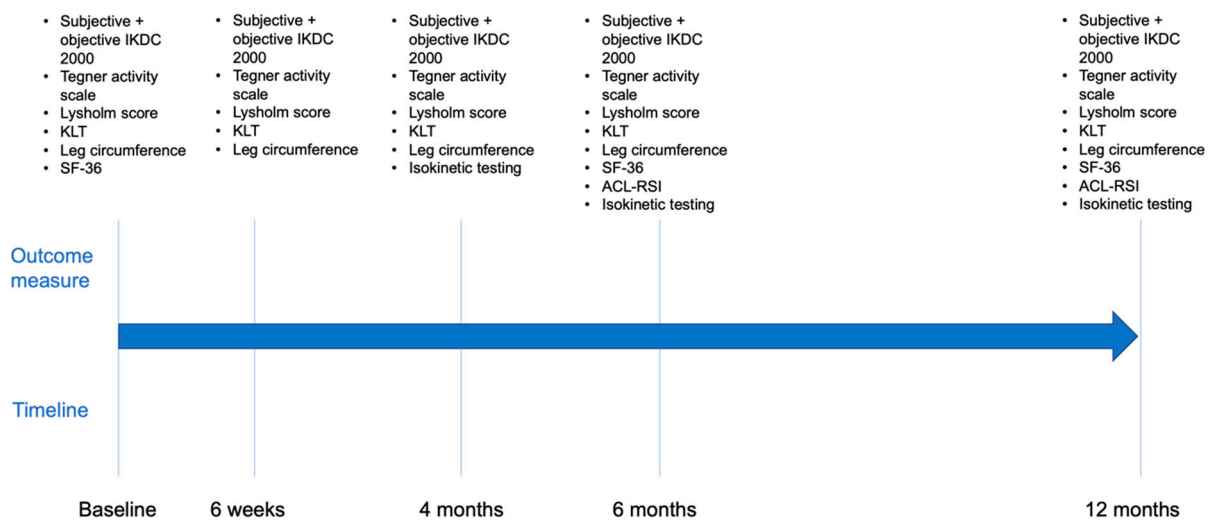 • Subjective +
objective IKDC
2000
• Tegner activity
scale
• Lysholm score
• KLT
• Leg circumference
• SF-36
• Subjective +
objective IKDC
2000
• Tegner activity
scale
• Lysholm score
• KLT
• Leg circumference
• Subjective +
objective IKDC
2000
• Tegner activity
scale
• Lysholm score
• KLT
• Leg circumference
• Isokinetic testing
• Subjective +
objective IKDC
2000
• Tegner activity
scale
• Lysholm score
• KLT
• Leg circumference
• SF-36
• ACL-RSI
• Isokinetic testing
• Subjective +
objective IKDC
2000
• Tegner activity
scale
• Lysholm score
• KLT
• Leg circumference
• SF-36
• ACL-RSI
• Isokinetic testing
Outcome
measure
Timeline
Baseline
6 weeks
4 months
6 months
12 months